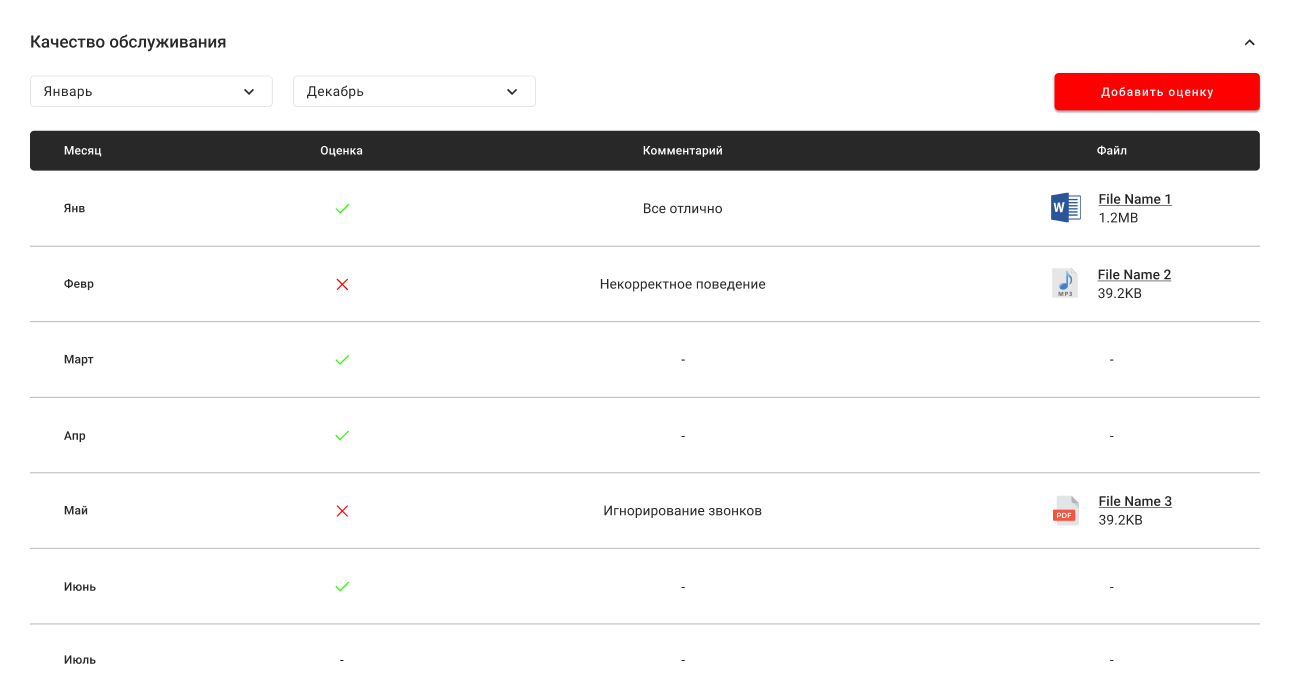 Качество обслуживания
Январь
Декабрь
Добавить оценку
Месяц Оценка Комментарий Файл
Янв Все отлично W File Name 1
1.2MB
Февр Некорректное поведение MP3 File Name 2
39.2KB
Март - -
Апр - -
Май Игнорирование звонков PDF File Name 3
39.2KB
Июнь - -
Июль - - -